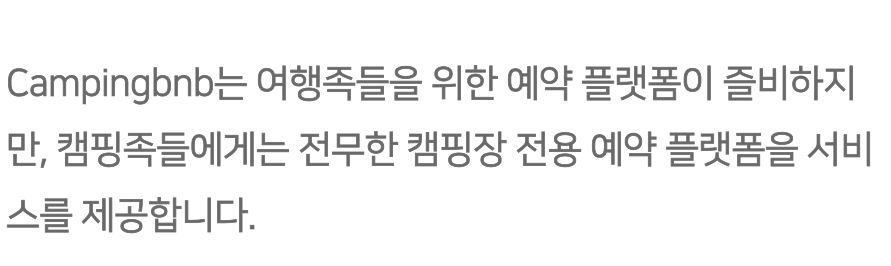 Campingbnb는 여행족들을 위한 예약 플랫폼이 즐비하지
만, 캠핑족들에게는 전무한 캠핑장 전용 예약 플랫폼을 서비
스를 제공합니다.